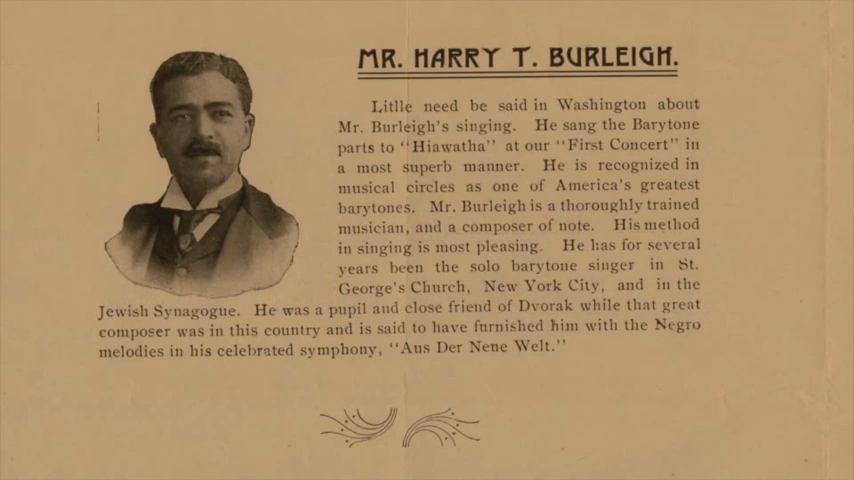 MR. HARRY T. BURLEIGH.
Litlle need be said in Washington about
Mr. Burleigh's singing. He sang the Barytone
parts to "Hiawatha" at our "First Concert" in
a most superb manner. He is recognized in
musical circles as one of America's greatest
barytones. Mr. Burleigh is a thoroughly trained
musician, and a composer of note. His method
in singing is most pleasing. He has for several
years been the solo barytone singer in St.
George's Church, New York City, and in the
Jewish Synagogue. He was a pupil and close friend of Dvorak while that great
composer was in this country and is said to have furnished him with the Negro
melodies in his celebrated symphony, "Aus Der Nene Welt."